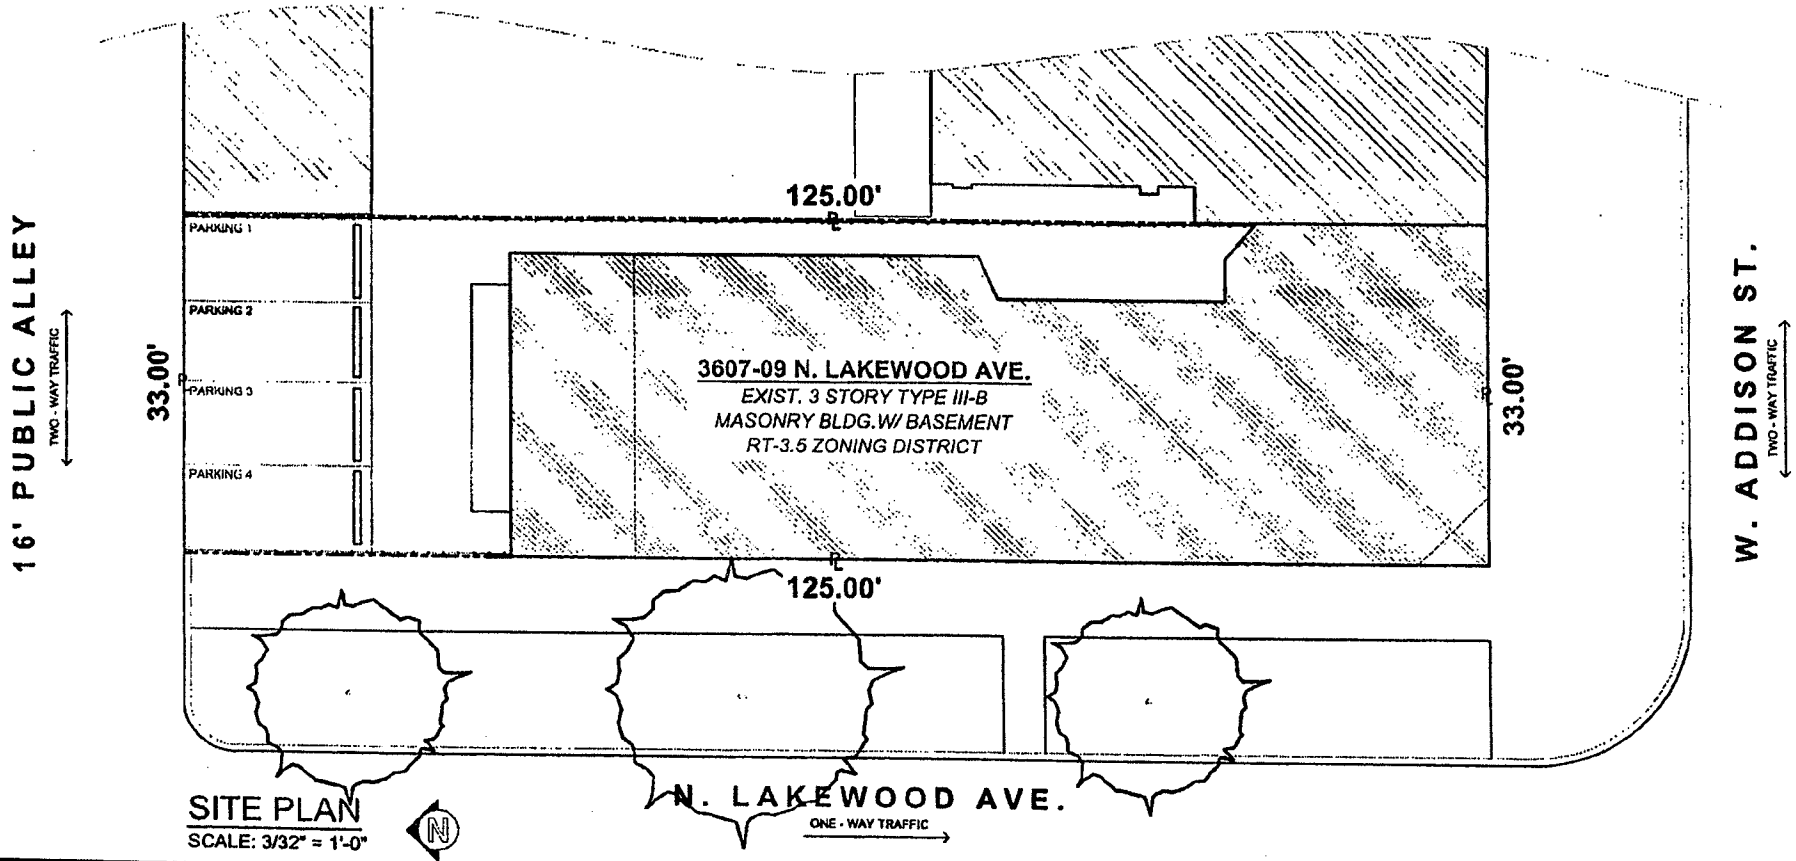 125.00'
PARKING 1
PARKING 2
PARKING 3
PARKING 4
16' PUBLIC ALLEY
TWO - WAY TRAFFIC
33.00'
3607-09 N. LAKEWOOD AVE.
EXIST. 3 STORY TYPE III-B
MASONRY BLDG.W/ BASEMENT
RT-3.5 ZONING DISTRICT
33.00'
W. ADDISON ST.
TWO - WAY TRAFFIC
125.00'
N. LAKEWOOD AVE.
ONE - WAY TRAFFIC
SITE PLAN
SCALE: 3/32" = 1'-0"
N